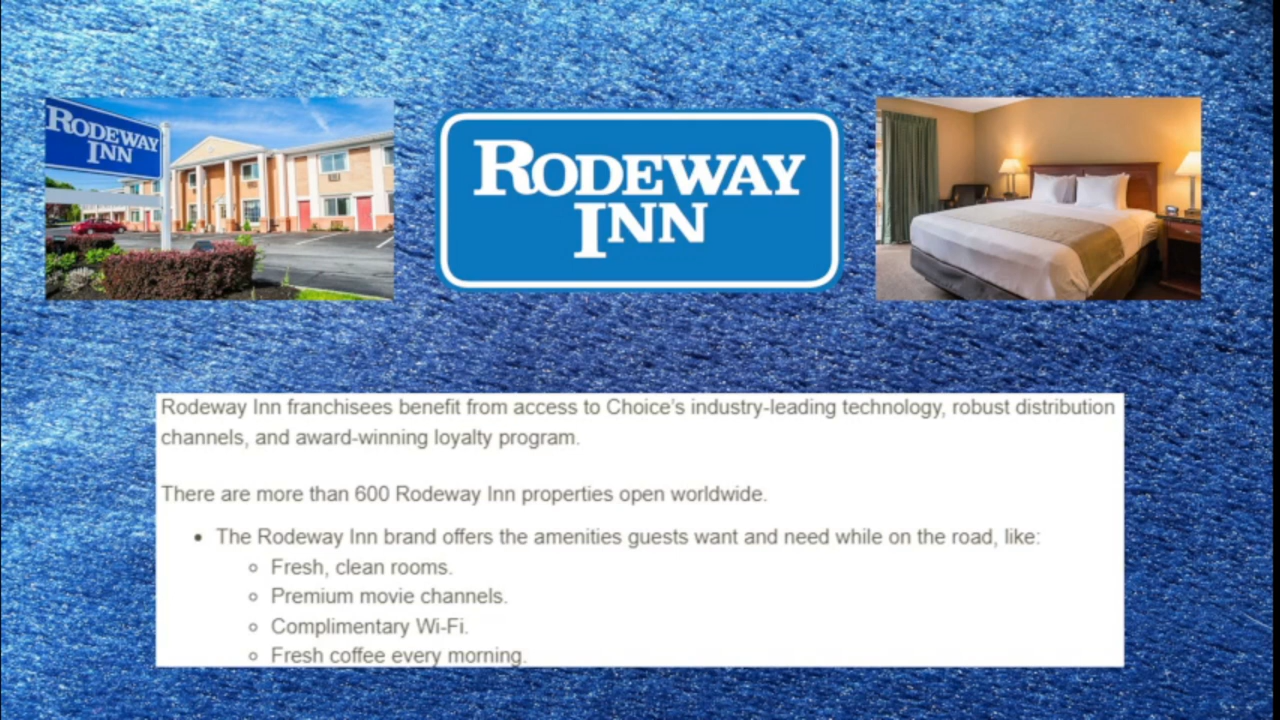 RODEWAY
INN
RODEWAY
INN
Rodeway Inn franchisees benefit from access to Choice's industry-leading technology, robust distribution
channels, and award-winning loyalty program.
There are more than 600 Rodeway Inn properties open worldwide.
• The Rodeway Inn brand offers the amenities guests want and need while on the road, like:
◦ Fresh, clean rooms.
◦ Premium movie channels.
◦ Complimentary Wi-Fi.
◦ Fresh coffee every morning.